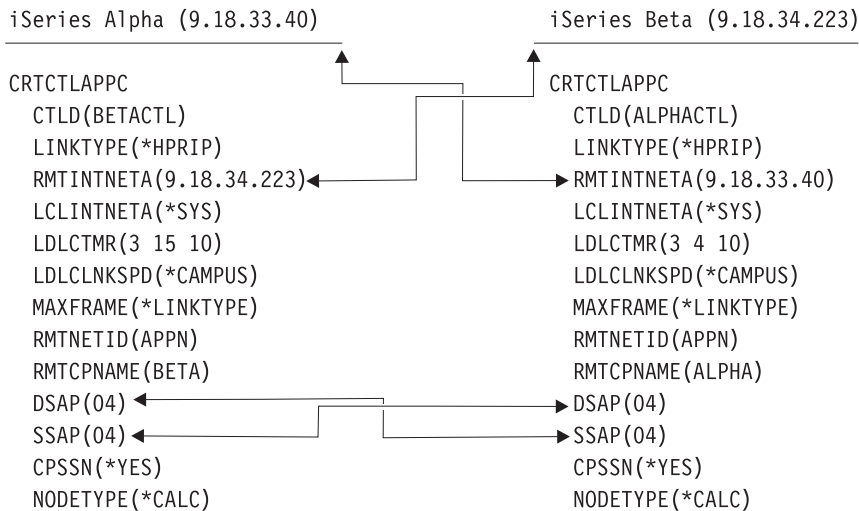 iSeries Alpha (9.18.33.40)
CRTCTLAPPC
CTLD(BETACTL)
LINKTYPE(*HPRIP)
RMTINTNETA(9.18.34.223)
LCLINTNETA(*SYS)
LDLCTMR(3 15 10)
LDLCLNKSPD(*CAMPUS)
MAXFRAME(*LINKTYPE)
RMTNETID(APPN)
RMTCPNAME(BETA)
DSAP(04)
SSAP(04)
CPSSN(*YES)
NODETYPE(*CALC)
iSeries Beta (9.18.34.223)
CRTCTLAPPC
CTLD(ALPHACTL)
LINKTYPE(*HPRIP)
RMTINTNETA(9.18.33.40)
LCLINTNETA(*SYS)
LDLCTMR(3 4 10)
LDLCLNKSPD(*CAMPUS)
MAXFRAME(*LINKTYPE)
RMTNETID(APPN)
RMTCPNAME(ALPHA)
DSAP(04)
SSAP(04)
CPSSN(*YES)
NODETYPE(*CALC)